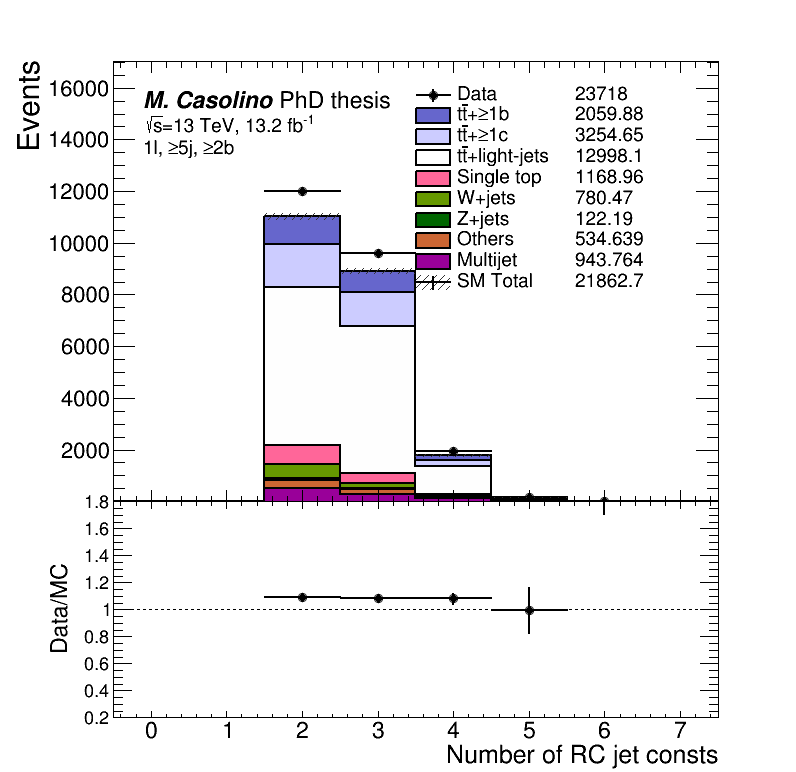 Events
16000
14000
12000
10000
8000
6000
4000
2000
M. Casolino PhD thesis
√s=13 TeV, 13.2 fb⁻¹
1l, ≥5j, ≥2b
Data 23718
tt̄+≥1b 2059.88
tt̄+≥1c 3254.65
tt̄+light-jets 12998.1
Single top 1168.96
W+jets 780.47
Z+jets 122.19
Others 534.639
Multijet 943.764
SM Total 21862.7
Data/MC
1.8
1.6
1.4
1.2
1
0.8
0.6
0.4
0.2
0 1 2 3 4 5 6 7
Number of RC jet consts